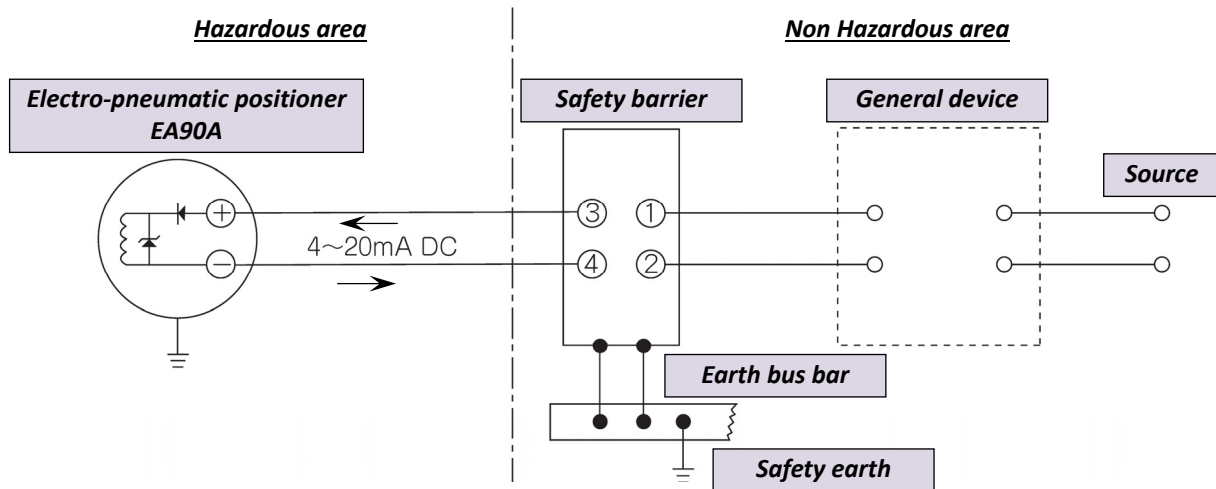 Hazardous area
Non Hazardous area
Electro-pneumatic positioner
EA90A
Safety barrier
General device
Source
+
3
1
4~20mA DC
−
4
2
Earth bus bar
Safety earth